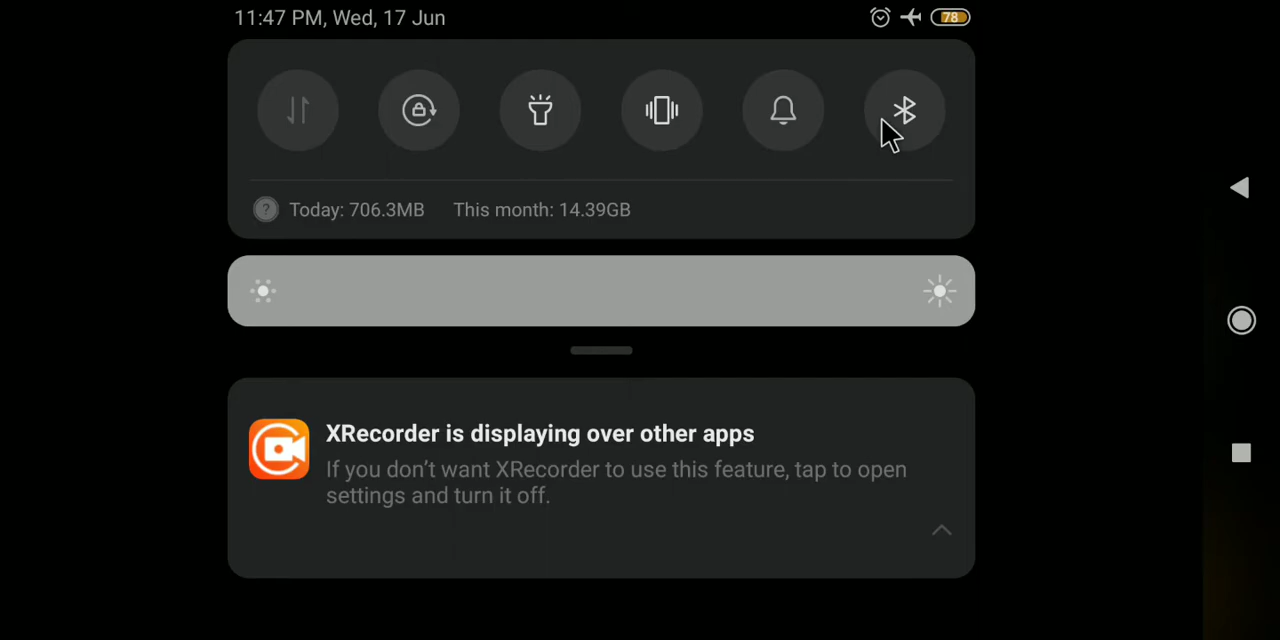 11:47 PM, Wed, 17 Jun
78
Today: 706.3MB This month: 14.39GB
XRecorder is displaying over other apps
If you don’t want XRecorder to use this feature, tap to open
settings and turn it off.